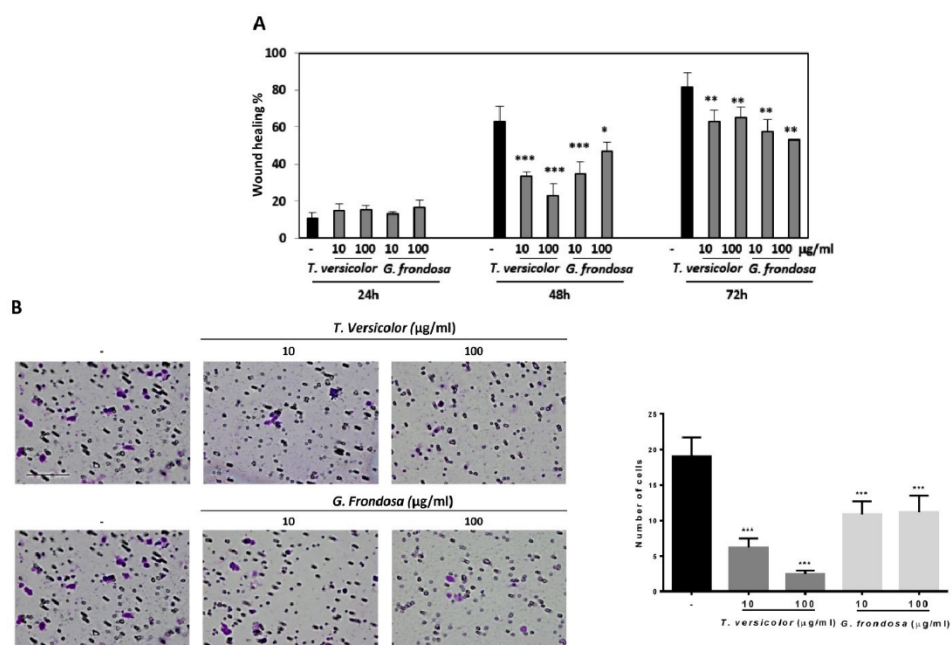 A
Wound healing %
100
80
60
40
20
0
*** *** *** *
** ** ** **
- 10 100 10 100 - 10 100 10 100 - 10 100 10 100 µg/ml
T. versicolor G. frondosa T. versicolor G. frondosa T. versicolor G. frondosa
24h 48h 72h
B
T. Versicolor (µg/ml)
- 10 100
G. Frondosa (µg/ml)
- 10 100
Number of cells
25
20
15
10
5
0
*** *** *** ***
- 10 100 10 100
T. versicolor (µg/ml) G. frondosa (µg/ml)